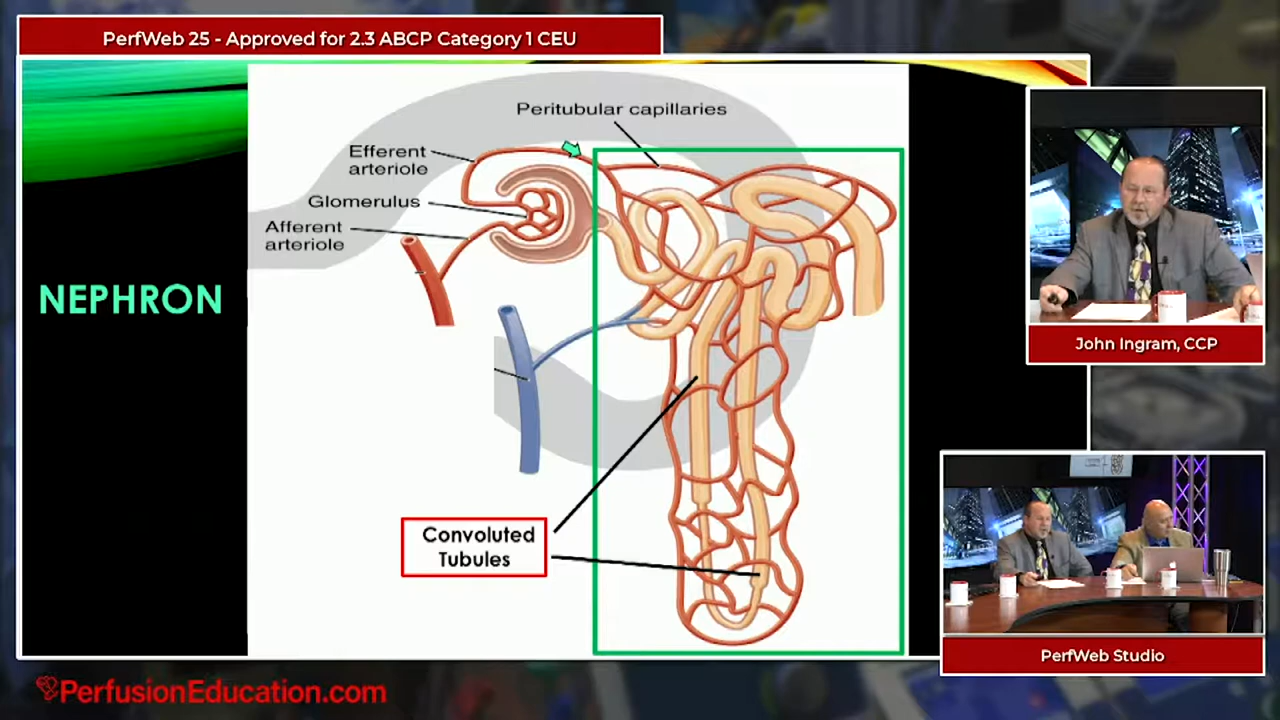 PerfWeb 25 - Approved for 2.3 ABCP Category 1 CEU
Peritubular capillaries
Efferent
arteriole
Glomerulus
Afferent
arteriole
NEPHRON
Convoluted
Tubules
John Ingram, CCP
PerfWeb Studio
PerfusionEducation.com